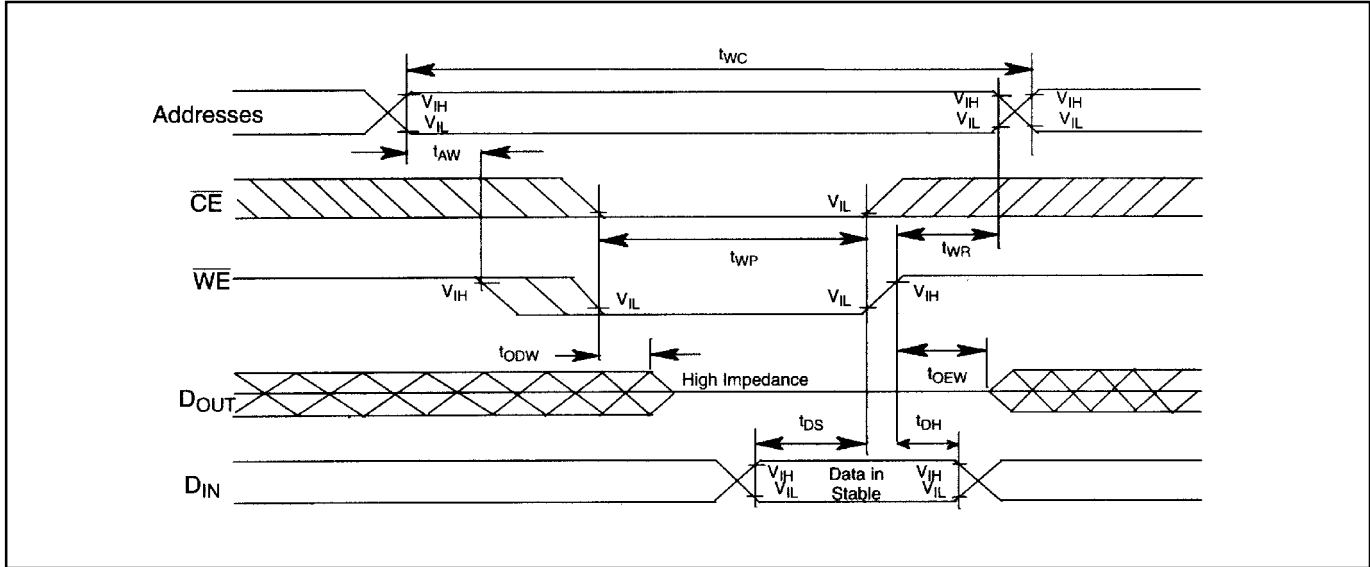 tWC
Addresses VIH VIH VIH
VIL VIL VIL
tAW
CE VIL
tWP tWR
WE VIH VIL VIL VIH
tODW tOEW
DOUT High Impedance
tDS tDH
DIN VIH Data in VIH
VIL Stable VIL